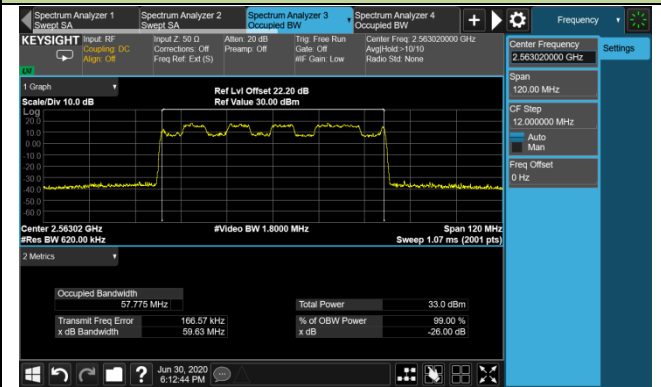 Spectrum Analyzer 1
Swept SA
Spectrum Analyzer 2
Swept SA
Spectrum Analyzer 3
Occupied BW
Spectrum Analyzer 4
Occupied BW
Frequency
KEYSIGHT
Input: RF
Coupling: DC
Align: Off
Input Z: 50 Ω
Corrections: Off
Freq Ref: Ext (S)
Atten: 20 dB
Preamp: Off
Trig: Free Run
Gate: Off
#IF Gain: Low
Center Freq: 2.563020000 GHz
Avg|Hold:>10/10
Radio Std: None
LV
Center Frequency
2.563020000 GHz
Settings
Span
120.00 MHz
CF Step
12.000000 MHz
Auto
Man
Freq Offset
0 Hz
1 Graph
Scale/Div 10.0 dB
Ref Lvl Offset 22.20 dB
Ref Value 30.00 dBm
Log
20.0
10.0
0.00
-10.0
-20.0
-30.0
-40.0
-50.0
-60.0
Center 2.56302 GHz
#Res BW 620.00 kHz
#Video BW 1.8000 MHz
Span 120 MHz
Sweep 1.07 ms (2001 pts)
2 Metrics
Occupied Bandwidth
57.775 MHz
Total Power 33.0 dBm
Transmit Freq Error 166.57 kHz
% of OBW Power 99.00 %
x dB Bandwidth 59.63 MHz
x dB -26.00 dB
Jun 30, 2020
6:12:44 PM